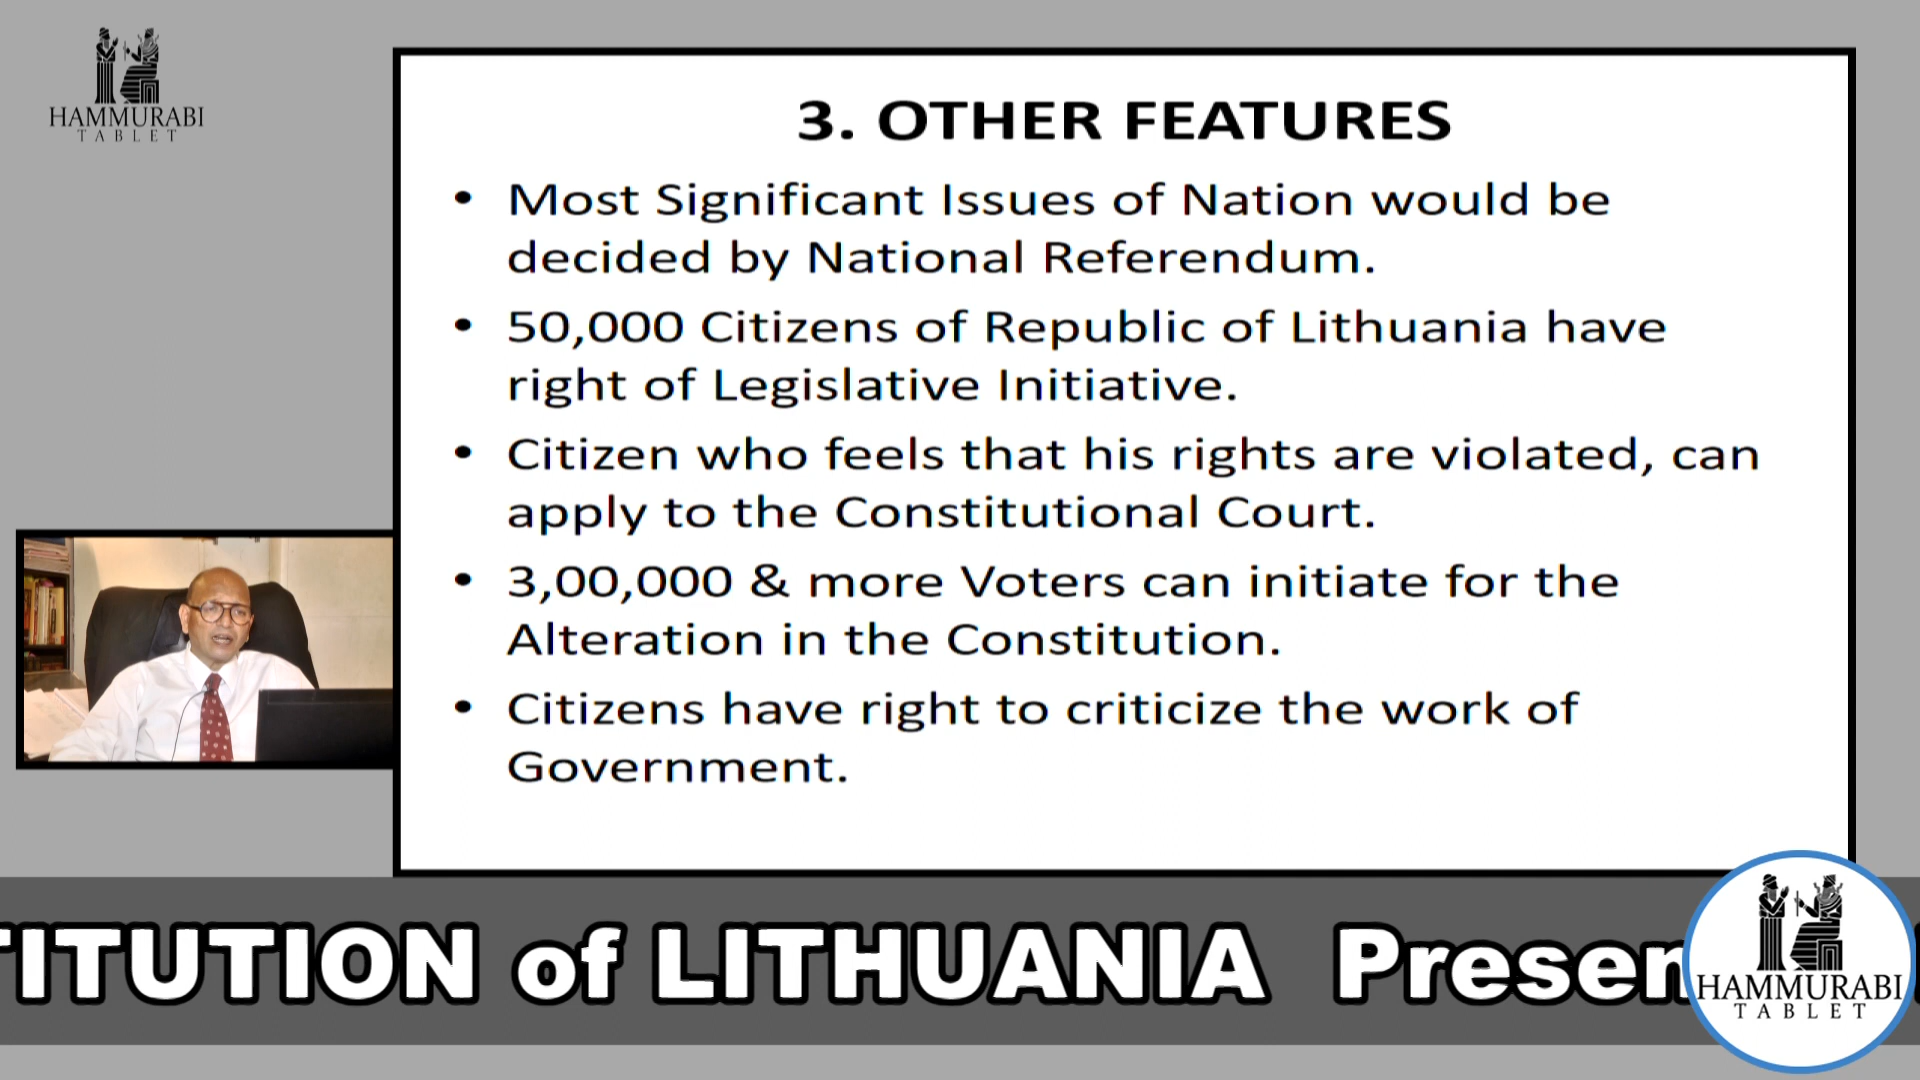 HAMMURABI
TABLET
3. OTHER FEATURES
• Most Significant Issues of Nation would be
decided by National Referendum.
• 50,000 Citizens of Republic of Lithuania have
right of Legislative Initiative.
• Citizen who feels that his rights are violated, can
apply to the Constitutional Court.
• 3,00,000 & more Voters can initiate for the
Alteration in the Constitution.
• Citizens have right to criticize the work of
Government.
TITUTION of LITHUANIA Presen
HAMMURABI
TABLET